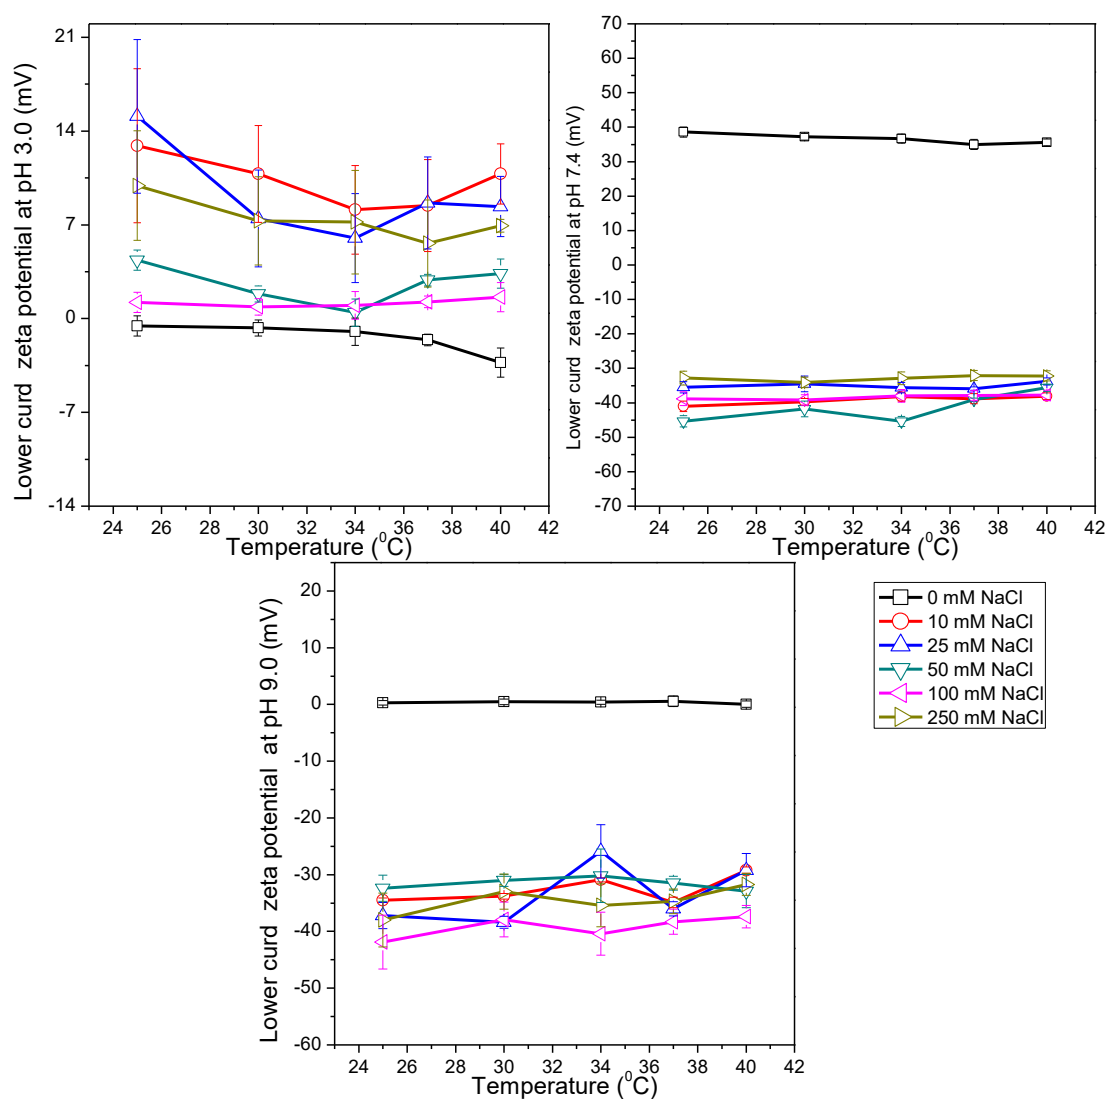 Lower curd  zeta potential at pH 3.0 (mV)
21
14
7
0
-7
-14
24 26 28 30 32 34 36 38 40 42
Temperature (⁰C)
Lower curd  zeta potential at pH 7.4 (mV)
70
60
50
40
30
20
10
0
-10
-20
-30
-40
-50
-60
-70
24 26 28 30 32 34 36 38 40 42
Temperature (⁰C)
Lower curd  zeta potential  at pH 9.0 (mV)
20
10
0
-10
-20
-30
-40
-50
-60
24 26 28 30 32 34 36 38 40 42
Temperature (⁰C)
0 mM NaCl
10 mM NaCl
25 mM NaCl
50 mM NaCl
100 mM NaCl
250 mM NaCl